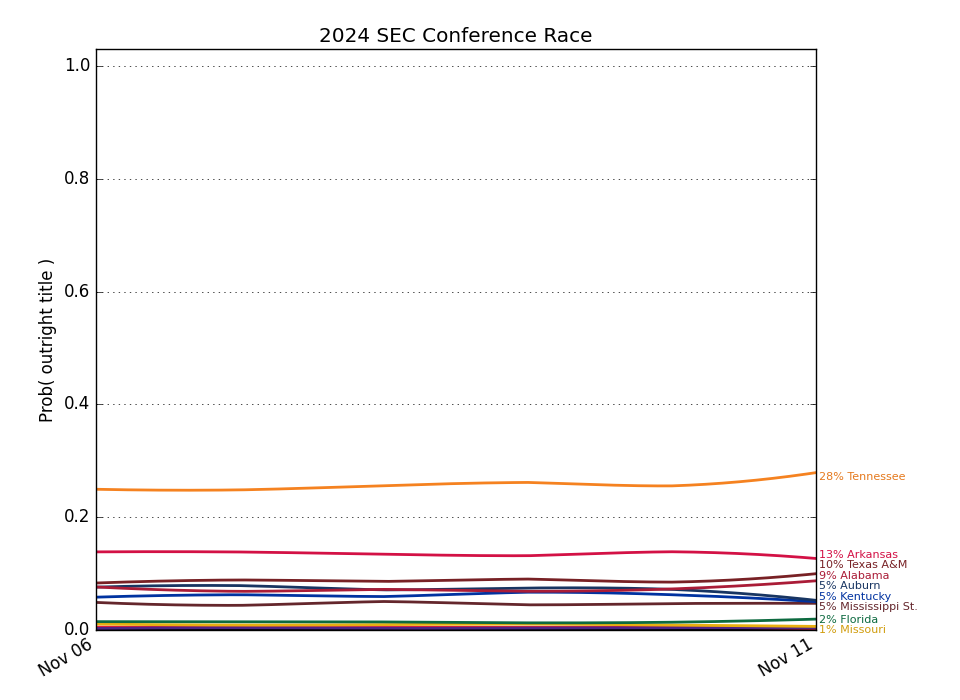 2024 SEC Conference Race
Prob( outright title )
1.0
0.8
0.6
0.4
0.2
0.0
28% Tennessee
13% Arkansas
10% Texas A&M
9% Alabama
5% Auburn
5% Kentucky
5% Mississippi St.
2% Florida
1% Missouri
Nov 06
Nov 11